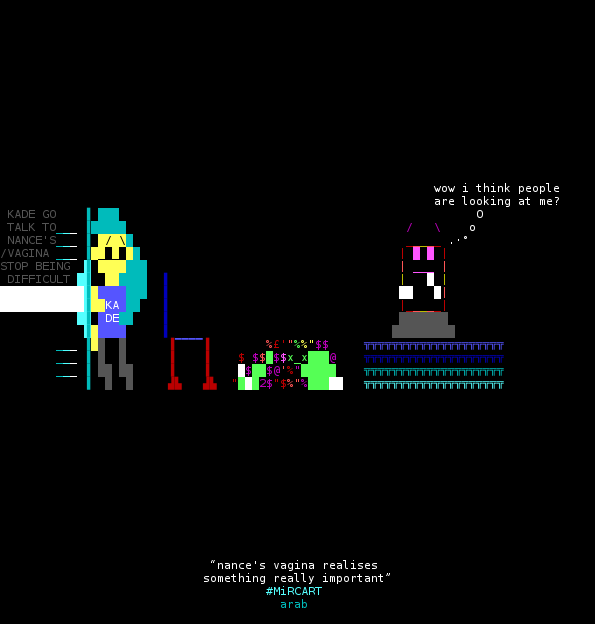 wow i think people
are looking at me?
KADE GO
TALK TO
NANCE'S
/VAGINA
STOP BEING
DIFFICULT
KA
DE
x_x
“nance's vagina realises
something really important”
#MiRCART
arab